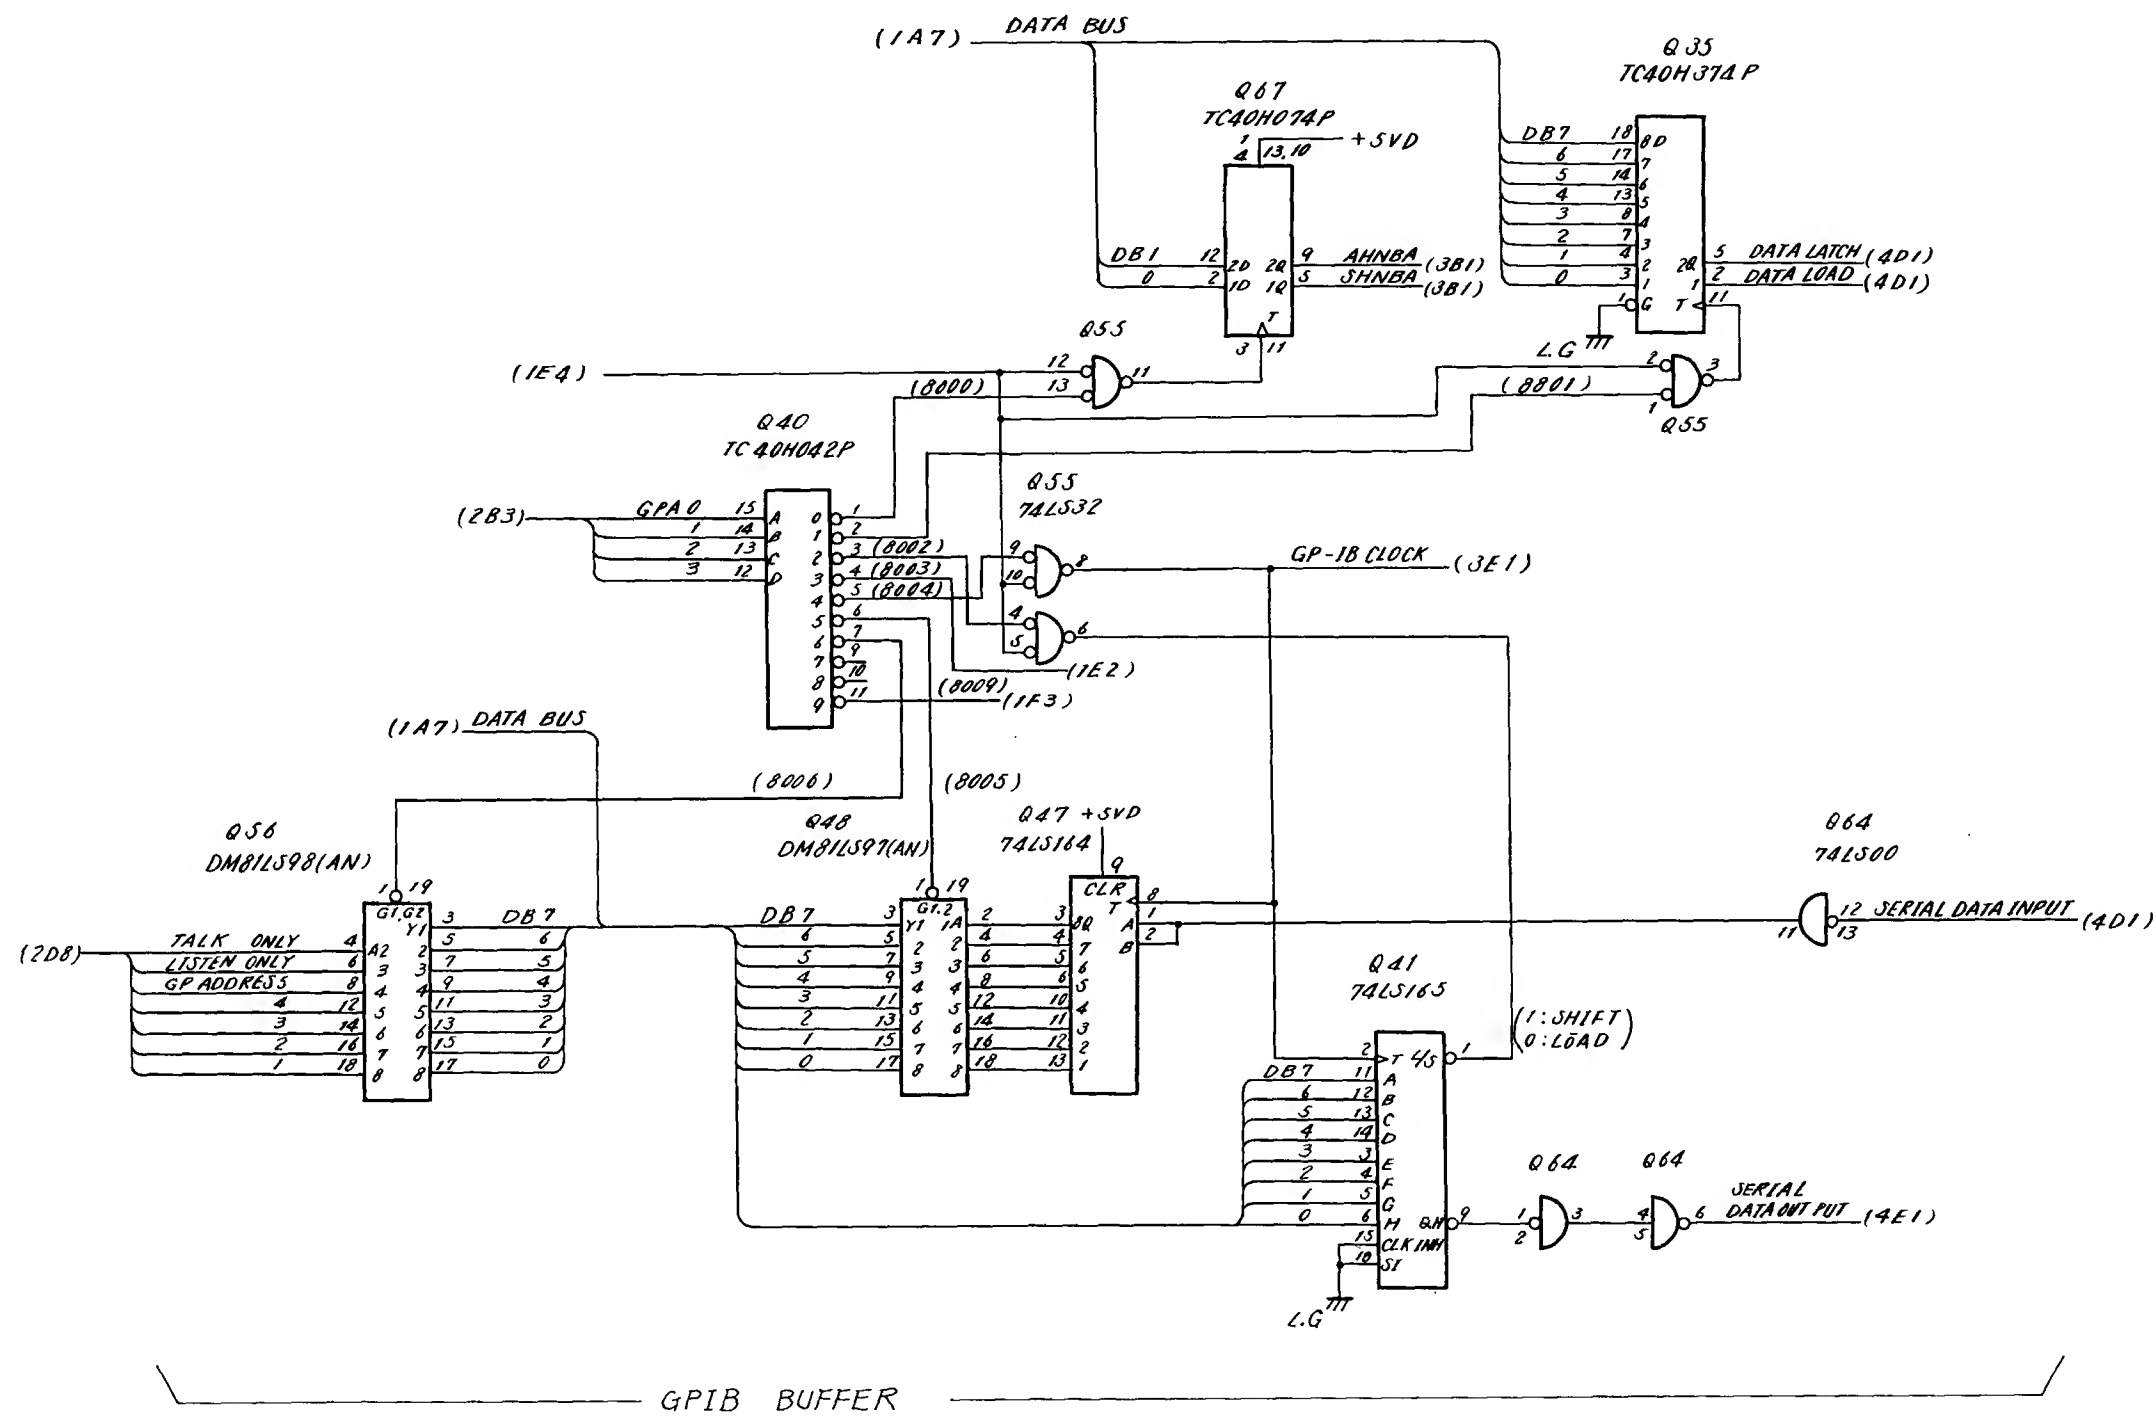 DATA BUS
(1A7)
Q35
TC40H374P
Q67
TC40H074P
1
4
13.10
+5VD
DB7 18 8D
6 17 7
5 14 6
4 13 5
3 8 4
2 7 3
1 4 2
0 3 1
1 G
2Q 5 DATA LATCH (4D1)
1 2 DATA LOAD (4D1)
T 11
DB1 12 2D
0 2 1D
2Q 9 AHNBA (3B1)
1Q 5 SHNBA (3B1)
T
3 11
L.G
Q55
(1E4)
12
13
11
(8000)
2
1
3
(8801)
Q55
Q40
TC40H042P
Q55
74LS32
(2B3)
GPA0 15 A
1 14 B
2 13 C
3 12 D
0 1
1 2
2 3 (8002)
3 4 (8003)
4 5 (8004)
5 6
6 7
7 9
8 10
9 11
9
10
8
GP-IB CLOCK (3E1)
4
5
6
(1E2)
(8009)
(1F3)
(1A7) DATA BUS
(8006)
(8005)
Q56
DM81LS98(AN)
1 19
G1,G2
(2D8)
TALK ONLY 4 A2
LISTEN ONLY 6 3
GP ADDRESS 8 4
4 12 5
3 14 6
2 16 7
1 18 8
Y1 3 DB7
2 5 6
3 7 5
4 9 4
5 11 3
6 13 2
7 15 1
8 17 0
Q48
DM81LS97(AN)
1 19
G1.2
DB7 3 Y1
6 5 2
5 7 3
4 9 4
3 11 5
2 13 6
1 15 7
0 17 8
1A 2
2 4
3 6
4 8
5 12
6 14
7 16
8 18
Q47 +5VD
74LS164
9
CLR
3 8Q
4 7
5 6
6 5
10 4
11 3
12 2
13 1
T 8
A 1
B 2
Q64
74LS00
11
12
13
SERIAL DATA INPUT (4D1)
Q41
74LS165
(1:SHIFT)
(0:LOAD)
2 T
L/S 1
DB7 11 A
6 12 B
5 13 C
4 14 D
3 3 E
2 4 F
1 5 G
0 6 H
15 CLK INH
10 SI
QH 9
L.G
Q64
1
2
3
Q64
4
5
6
SERIAL
DATA OUT PUT (4E1)
GPIB BUFFER